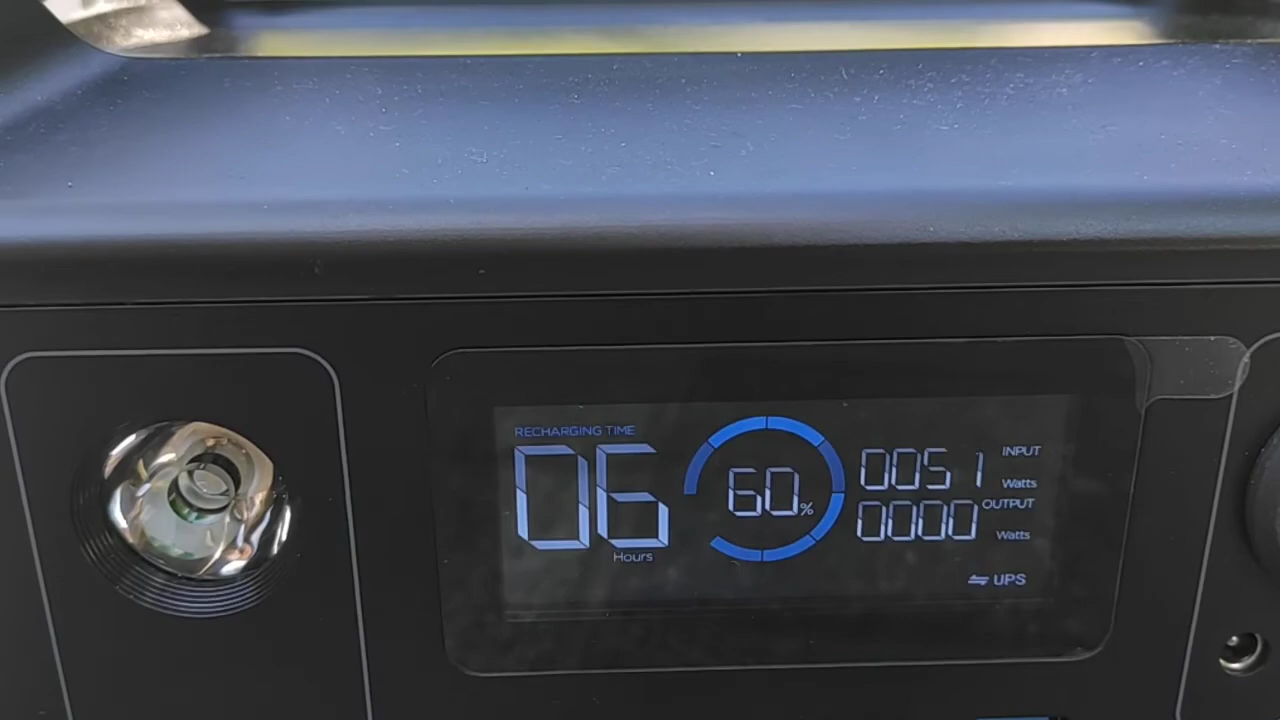 RECHARGING TIME
06
Hours
60%
0051 INPUT
Watts
0000 OUTPUT
Watts
⇋ UPS